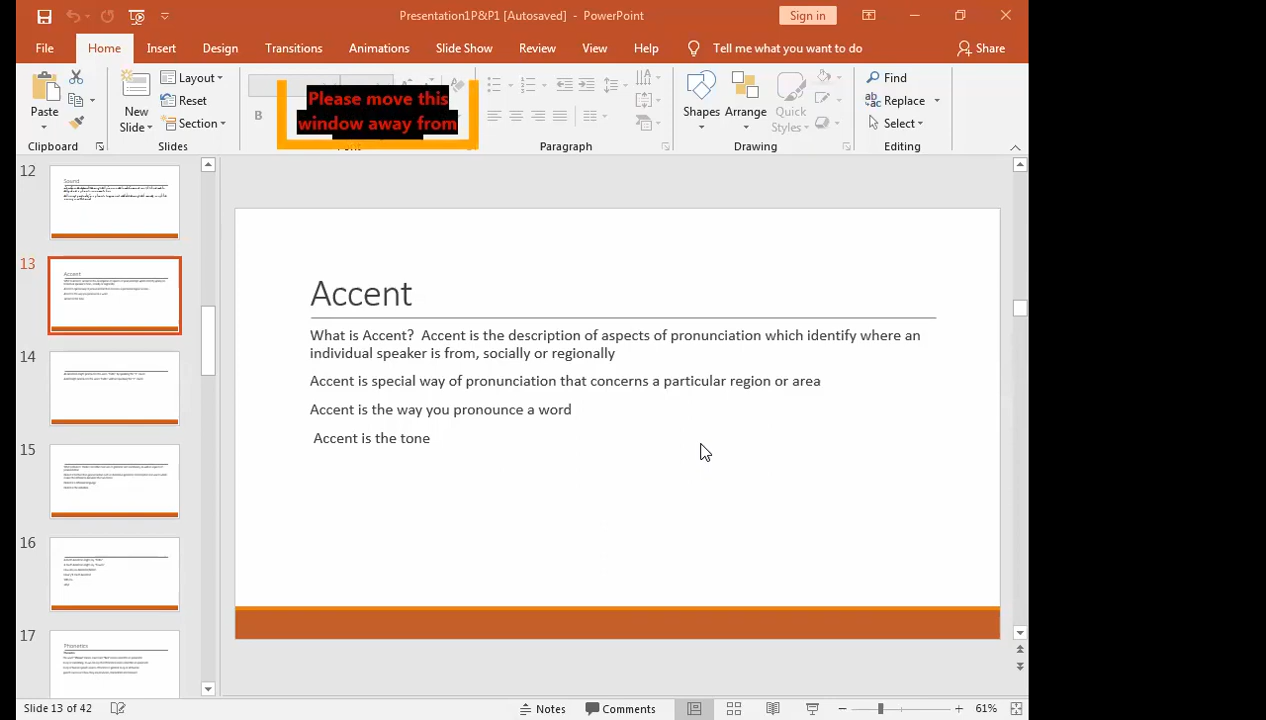 Presentation1P&P1 [Autosaved] - PowerPoint
Sign in
File Home Insert Design Transitions Animations Slide Show Review View Help Tell me what you want to do Share
Paste
New
Slide
Layout
Reset
Section
B
Please move this
window away from
Shapes Arrange Quick
Styles
Find
Replace
Select
Clipboard Slides Paragraph Drawing Editing
12
Sound
13
Accent
14
15
16
17
Phonetics
Accent
What is Accent? Accent is the description of aspects of pronunciation which identify where an
individual speaker is from, socially or regionally
Accent is special way of pronunciation that concerns a particular region or area
Accent is the way you pronounce a word
Accent is the tone
Slide 13 of 42 Notes Comments 61%